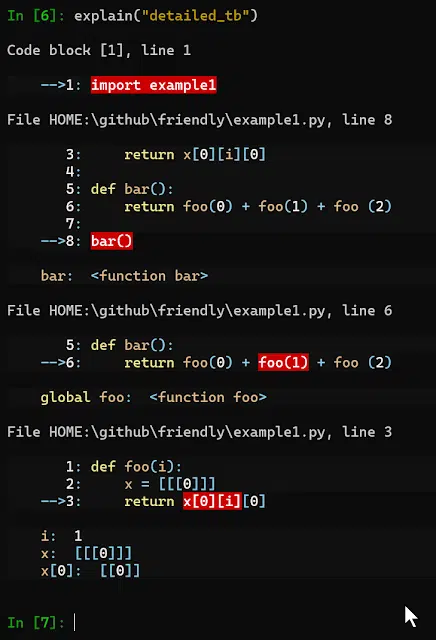 In [6]: explain("detailed_tb")
Code block [1], line 1
-->1: import example1
File HOME:\github\friendly\example1.py, line 8
3:     return x[0][i][0]
4:
5: def bar():
6:     return foo(0) + foo(1) + foo (2)
7:
-->8: bar()
bar:  <function bar>
File HOME:\github\friendly\example1.py, line 6
5: def bar():
-->6:     return foo(0) + foo(1) + foo (2)
global foo:  <function foo>
File HOME:\github\friendly\example1.py, line 3
1: def foo(i):
2:     x = [[[0]]]
-->3:     return x[0][i][0]
i:  1
x:  [[[0]]]
x[0]:  [[0]]
In [7]: